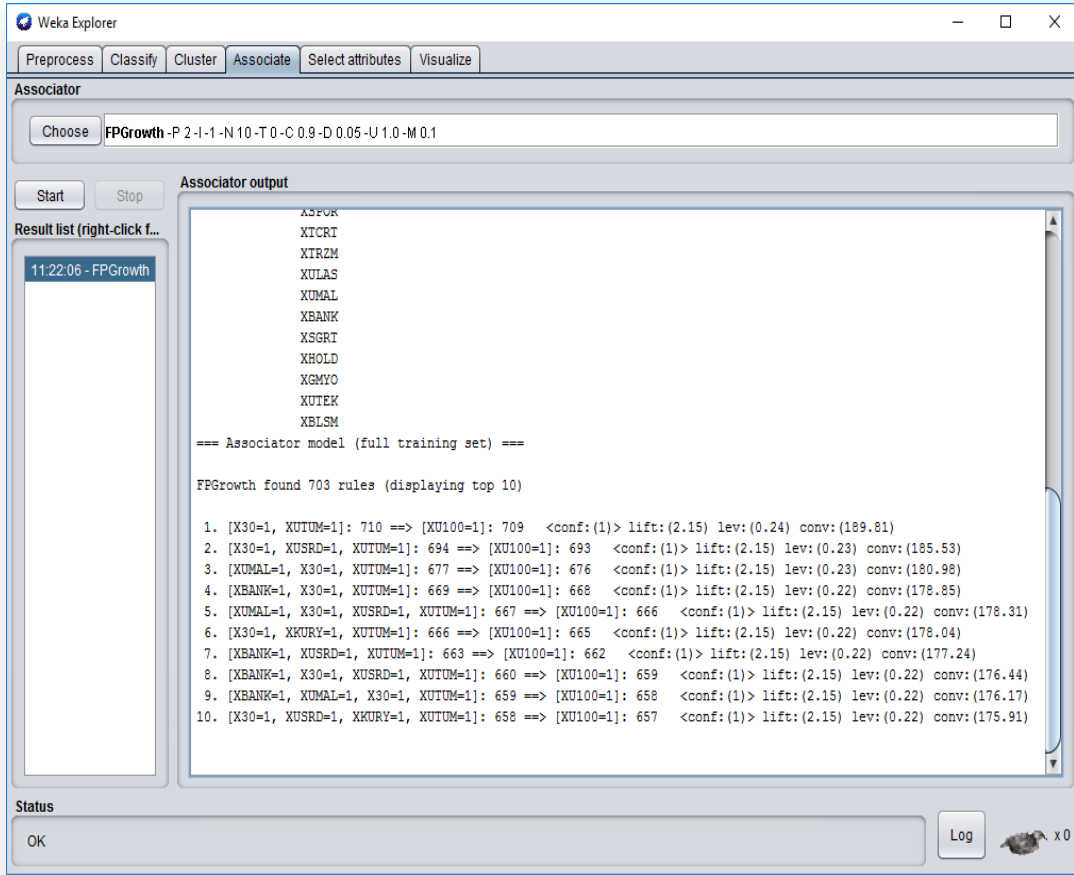 Weka Explorer
Preprocess Classify Cluster Associate Select attributes Visualize
Associator
Choose FPGrowth -P 2 -I -1 -N 10 -T 0 -C 0.9 -D 0.05 -U 1.0 -M 0.1
Start Stop
Result list (right-click f...
11:22:06 - FPGrowth
Associator output
XSPOR
XTCRT
XTRZM
XULAS
XUMAL
XBANK
XSGRT
XHOLD
XGMYO
XUTEK
XBLSM
=== Associator model (full training set) ===
FPGrowth found 703 rules (displaying top 10)
1. [X30=1, XUTUM=1]: 710 ==> [XU100=1]: 709 <conf:(1)> lift:(2.15) lev:(0.24) conv:(189.81)
2. [X30=1, XUSRD=1, XUTUM=1]: 694 ==> [XU100=1]: 693 <conf:(1)> lift:(2.15) lev:(0.23) conv:(185.53)
3. [XUMAL=1, X30=1, XUTUM=1]: 677 ==> [XU100=1]: 676 <conf:(1)> lift:(2.15) lev:(0.23) conv:(180.98)
4. [XBANK=1, X30=1, XUTUM=1]: 669 ==> [XU100=1]: 668 <conf:(1)> lift:(2.15) lev:(0.22) conv:(178.85)
5. [XUMAL=1, X30=1, XUSRD=1, XUTUM=1]: 667 ==> [XU100=1]: 666 <conf:(1)> lift:(2.15) lev:(0.22) conv:(178.31)
6. [X30=1, XKURY=1, XUTUM=1]: 666 ==> [XU100=1]: 665 <conf:(1)> lift:(2.15) lev:(0.22) conv:(178.04)
7. [XBANK=1, XUSRD=1, XUTUM=1]: 663 ==> [XU100=1]: 662 <conf:(1)> lift:(2.15) lev:(0.22) conv:(177.24)
8. [XBANK=1, X30=1, XUSRD=1, XUTUM=1]: 660 ==> [XU100=1]: 659 <conf:(1)> lift:(2.15) lev:(0.22) conv:(176.44)
9. [XBANK=1, XUMAL=1, X30=1, XUTUM=1]: 659 ==> [XU100=1]: 658 <conf:(1)> lift:(2.15) lev:(0.22) conv:(176.17)
10. [X30=1, XUSRD=1, XKURY=1, XUTUM=1]: 658 ==> [XU100=1]: 657 <conf:(1)> lift:(2.15) lev:(0.22) conv:(175.91)
Status
OK
Log
x 0